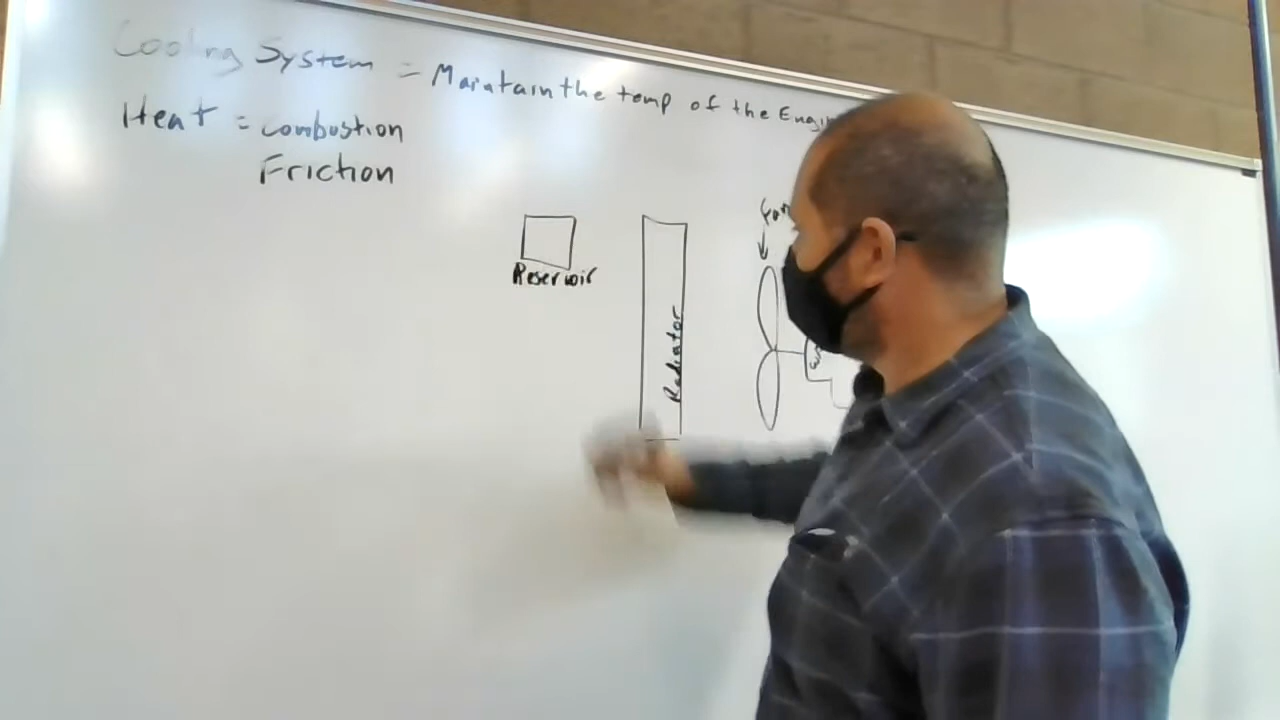 Cooling System = Maintain the temp of the
Heat = combustion
Friction
Reservoir
Radiator